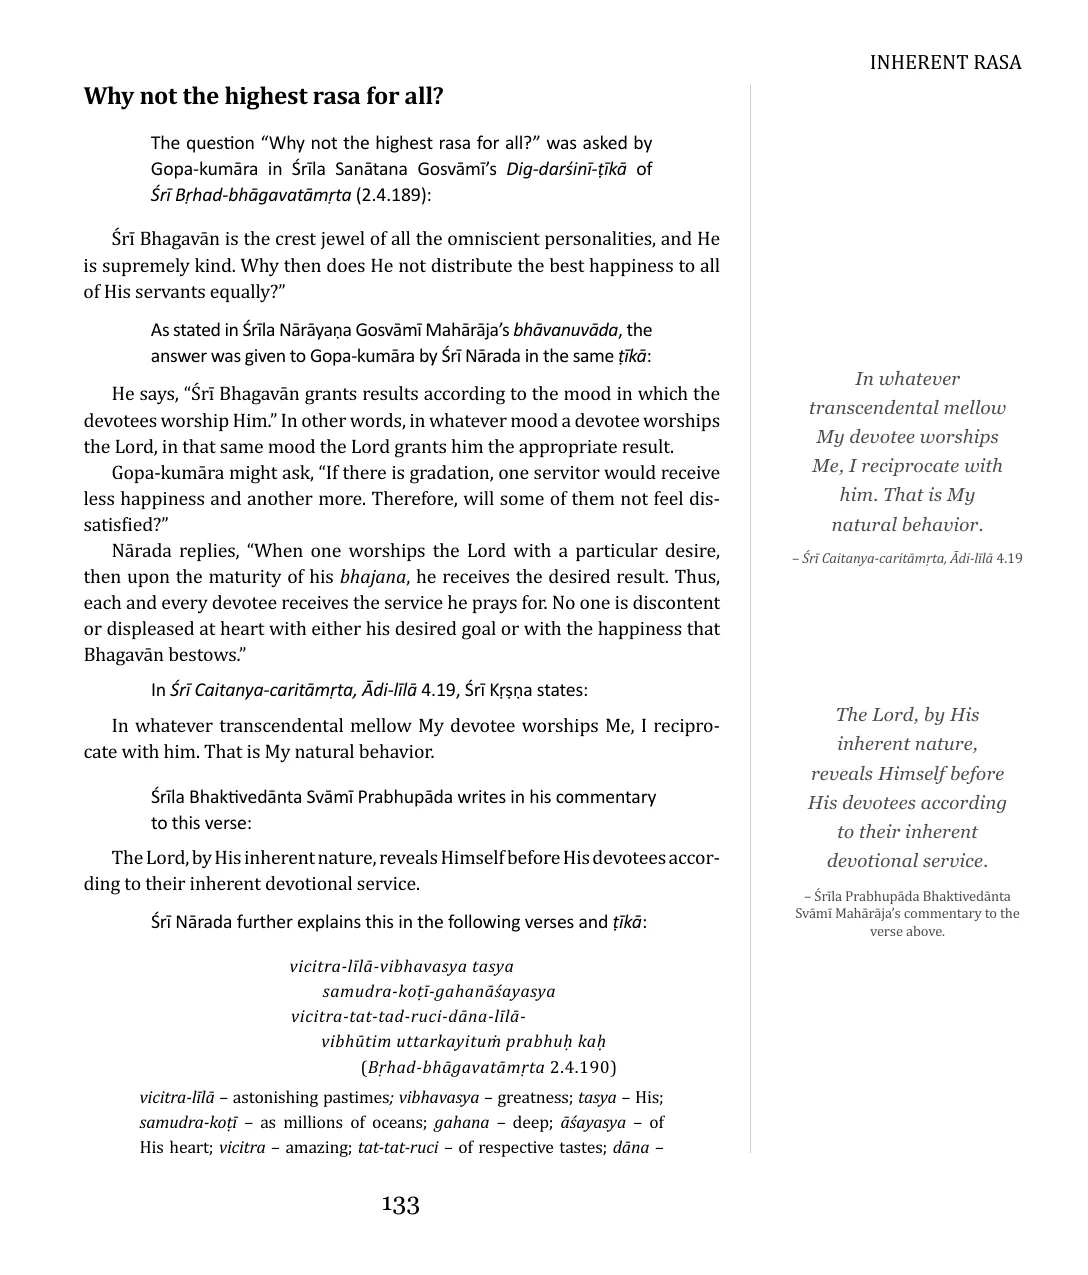 INHERENT RASA
Why not the highest rasa for all?
The question “Why not the highest rasa for all?” was asked by
Gopa-kumāra in Śrīla Sanātana Gosvāmī’s Dig-darśinī-ṭīkā of
Śrī Bṛhad-bhāgavatāmṛta (2.4.189):
Śrī Bhagavān is the crest jewel of all the omniscient personalities, and He
is supremely kind. Why then does He not distribute the best happiness to all
of His servants equally?”
As stated in Śrīla Nārāyaṇa Gosvāmī Mahārāja’s bhāvanuvāda, the
answer was given to Gopa-kumāra by Śrī Nārada in the same ṭīkā:
He says, “Śrī Bhagavān grants results according to the mood in which the
devotees worship Him.” In other words, in whatever mood a devotee worships
the Lord, in that same mood the Lord grants him the appropriate result.
Gopa-kumāra might ask, “If there is gradation, one servitor would receive
less happiness and another more. Therefore, will some of them not feel dis-
satisfied?”
Nārada replies, “When one worships the Lord with a particular desire,
then upon the maturity of his bhajana, he receives the desired result. Thus,
each and every devotee receives the service he prays for. No one is discontent
or displeased at heart with either his desired goal or with the happiness that
Bhagavān bestows.”
In Śrī Caitanya-caritāmṛta, Ādi-līlā 4.19, Śrī Kṛṣṇa states:
In whatever transcendental mellow My devotee worships Me, I recipro-
cate with him. That is My natural behavior.
Śrīla Bhaktivedānta Svāmī Prabhupāda writes in his commentary
to this verse:
The Lord, by His inherent nature, reveals Himself before His devotees accor-
ding to their inherent devotional service.
Śrī Nārada further explains this in the following verses and ṭīkā:
vicitra-līlā-vibhavasya tasya
samudra-koṭī-gahanāśayasya
vicitra-tat-tad-ruci-dāna-līlā-
vibhūtim uttarkayituṁ prabhuḥ kaḥ
(Bṛhad-bhāgavatāmṛta 2.4.190)
vicitra-līlā – astonishing pastimes; vibhavasya – greatness; tasya – His;
samudra-koṭī – as millions of oceans; gahana – deep; āśayasya – of
His heart; vicitra – amazing; tat-tat-ruci – of respective tastes; dāna –
In whatever
transcendental mellow
My devotee worships
Me, I reciprocate with
him. That is My
natural behavior.
– Śrī Caitanya-caritāmṛta, Ādi-līlā 4.19
The Lord, by His
inherent nature,
reveals Himself before
His devotees according
to their inherent
devotional service.
– Śrīla Prabhupāda Bhaktivedānta
Svāmī Mahārāja’s commentary to the
verse above.
133